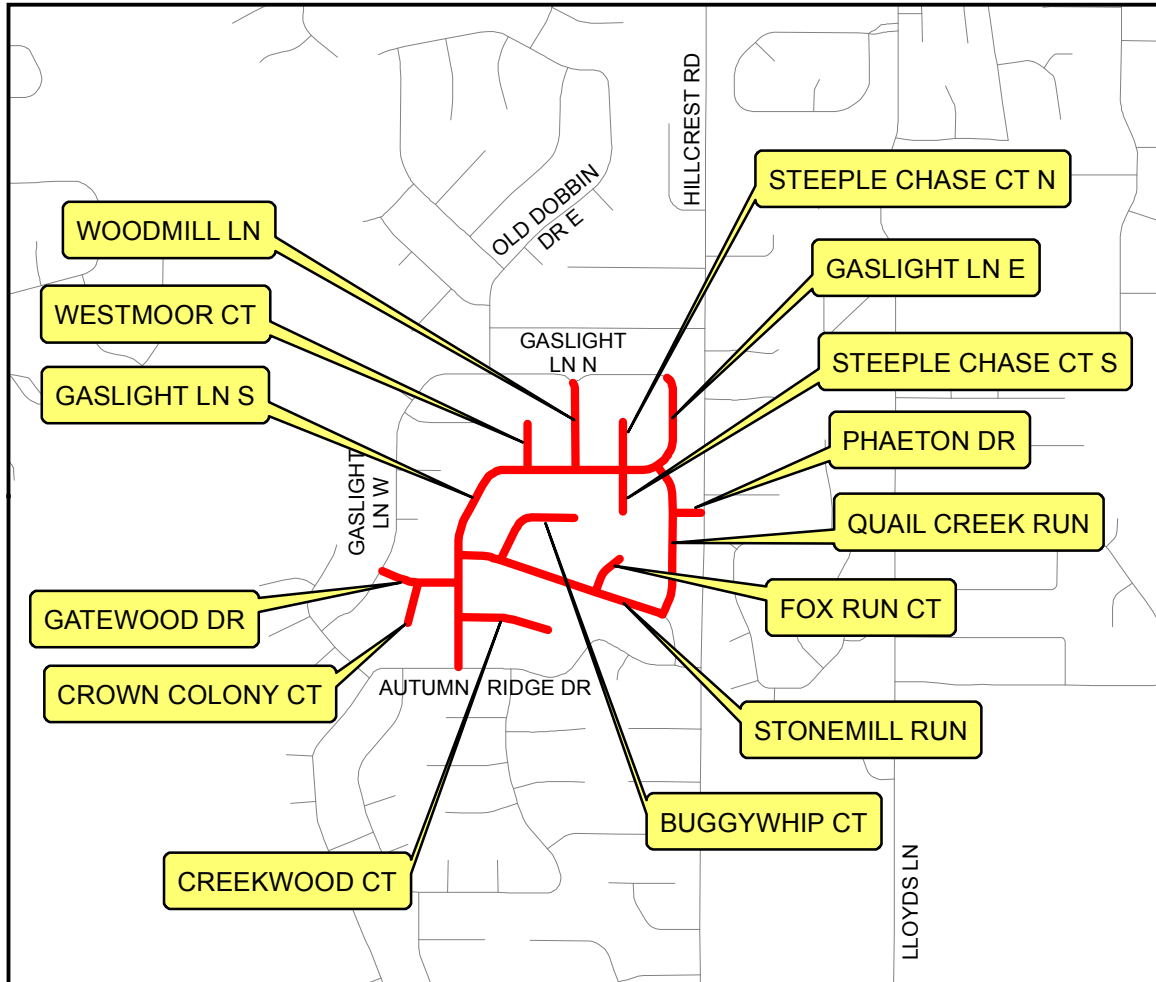 HILLCREST RD
STEEPLE CHASE CT N
OLD DOBBIN
DR E
WOODMILL LN
GASLIGHT LN E
WESTMOOR CT
GASLIGHT
LN N
STEEPLE CHASE CT S
GASLIGHT LN S
PHAETON DR
GASLIGHT
LN W
QUAIL CREEK RUN
GATEWOOD DR
FOX RUN CT
CROWN COLONY CT
AUTUMN RIDGE DR
STONEMILL RUN
BUGGYWHIP CT
CREEKWOOD CT
LLOYDS LN